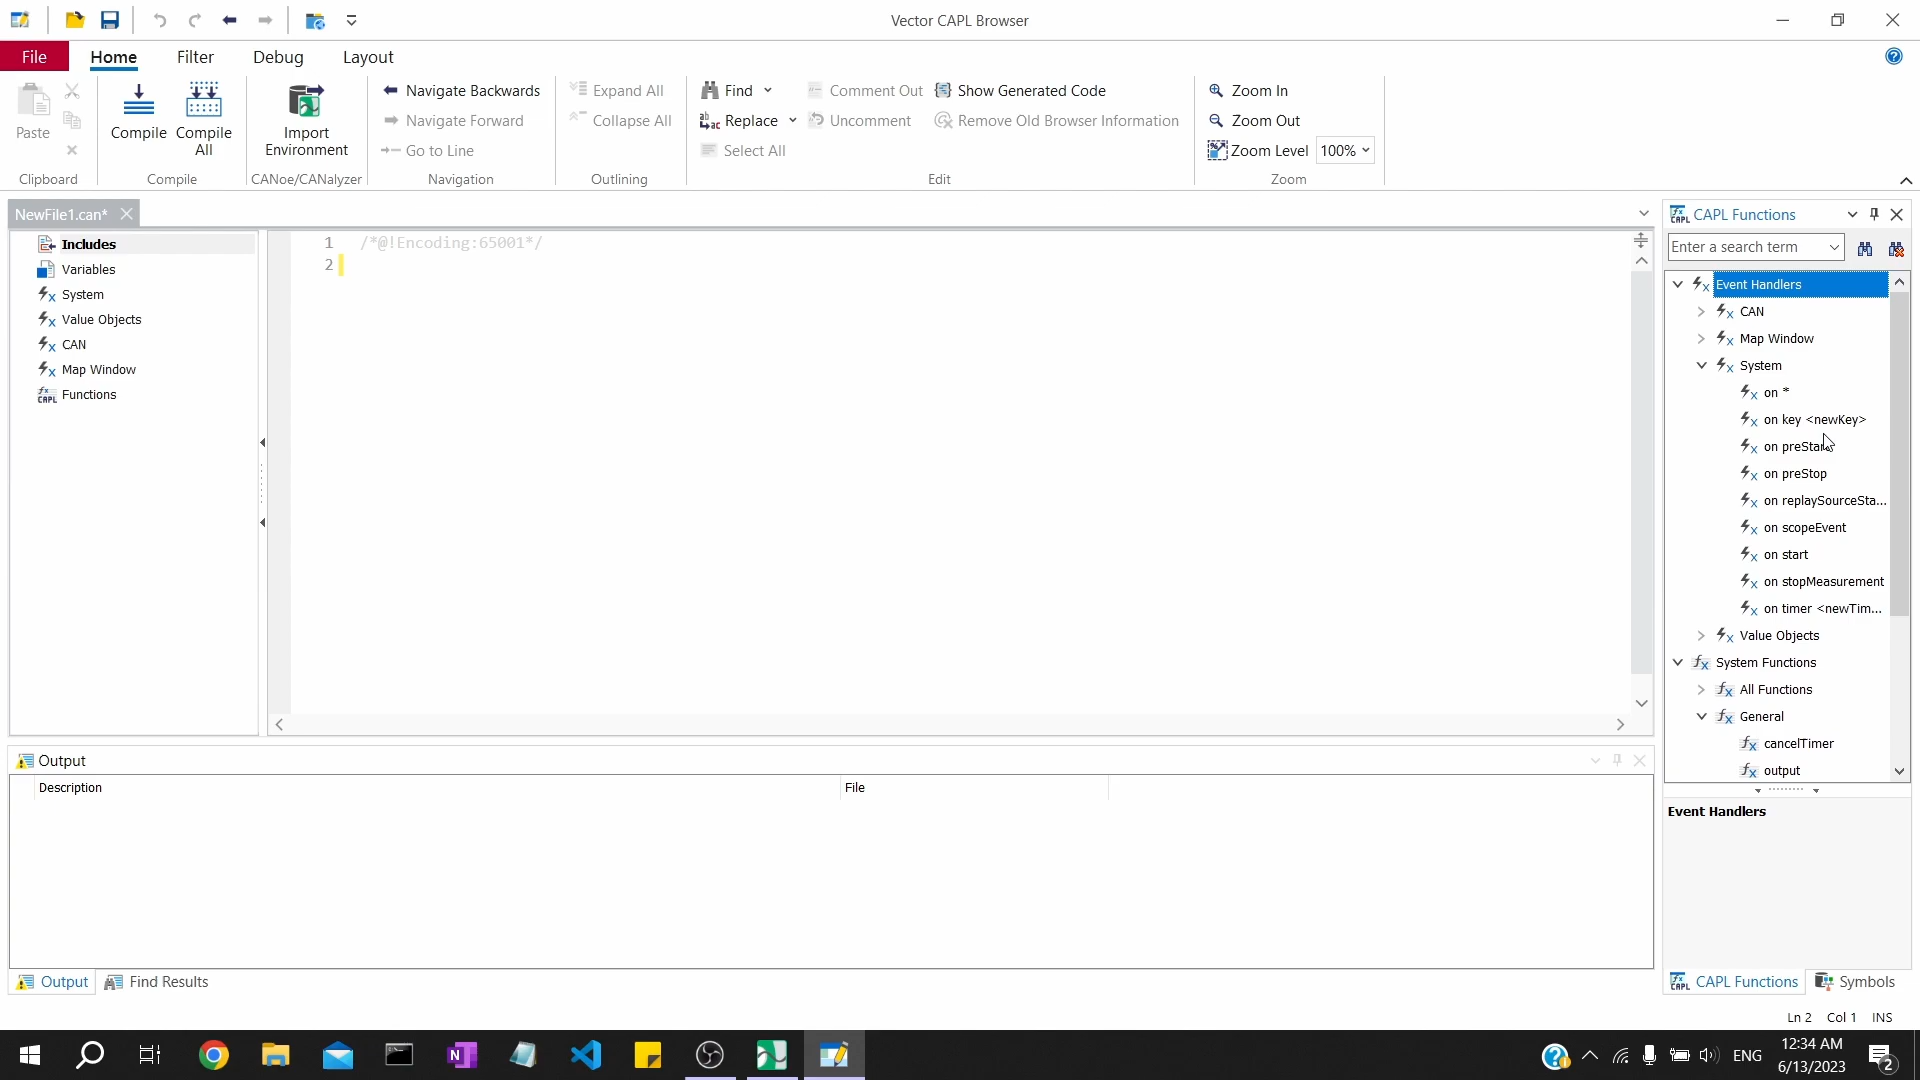 Vector CAPL Browser
File
Home
Filter
Debug
Layout
Paste
Compile
Compile All
Import Environment
Navigate Backwards
Navigate Forward
Go to Line
Expand All
Collapse All
Find
Replace
Select All
Comment Out
Uncomment
Show Generated Code
Remove Old Browser Information
Zoom In
Zoom Out
Zoom Level 100%
Clipboard
Compile
CANoe/CANalyzer
Navigation
Outlining
Edit
Zoom
NewFile1.can*
Includes
Variables
System
Value Objects
CAN
Map Window
Functions
1 /*@!Encoding:65001*/
2
CAPL Functions
Enter a search term
Event Handlers
CAN
Map Window
System
on *
on key <newKey>
on preStart
on preStop
on replaySourceSta...
on scopeEvent
on start
on stopMeasurement
on timer <newTim...
Value Objects
System Functions
All Functions
General
cancelTimer
output
Event Handlers
Output
Description File
Output Find Results
CAPL Functions Symbols
Ln 2 Col 1 INS
ENG
12:34 AM
6/13/2023
2